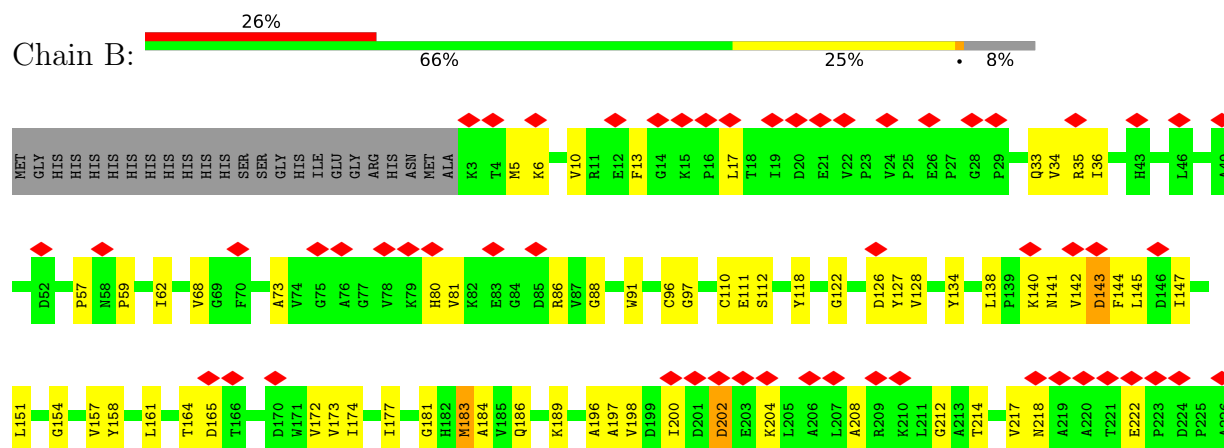 26%
Chain B:
66% 25% • 8%
MET GLY HIS HIS HIS HIS HIS HIS HIS HIS HIS HIS SER SER GLY HIS ILE GLU GLY ARG HIS ASN MET ALA K3 T4 M5 K6 V10 R11 E12 F13 G14 K15 P16 L17 T18 I19 D20 E21 V22 P23 V24 P25 E26 P27 G28 P29 Q33 V34 R35 I36 H43 L46
D52 P57 N58 P59 I62 V68 G69 F70 A73 V74 G75 A76 G77 V78 K79 H80 V81 K82 E83 G84 D85 R86 V87 G88 W91 C96 G97 C110 E111 S112 Y118 G122 D126 Y127 V128 Y134 L138 P139 K140 N141 V142 D143 F144 L145 D146 I147
L151 G154 V157 Y158 L161 T164 D165 T166 D170 W171 V172 V173 I174 I177 G181 H182 M183 A184 V185 Q186 K189 A196 A197 V198 D199 I200 D201 D202 E203 K204 L205 A206 L207 A208 R209 K210 L211 G212 A213 T214 V217 N218 A219 A220 T221 E222 P223 D224 P225